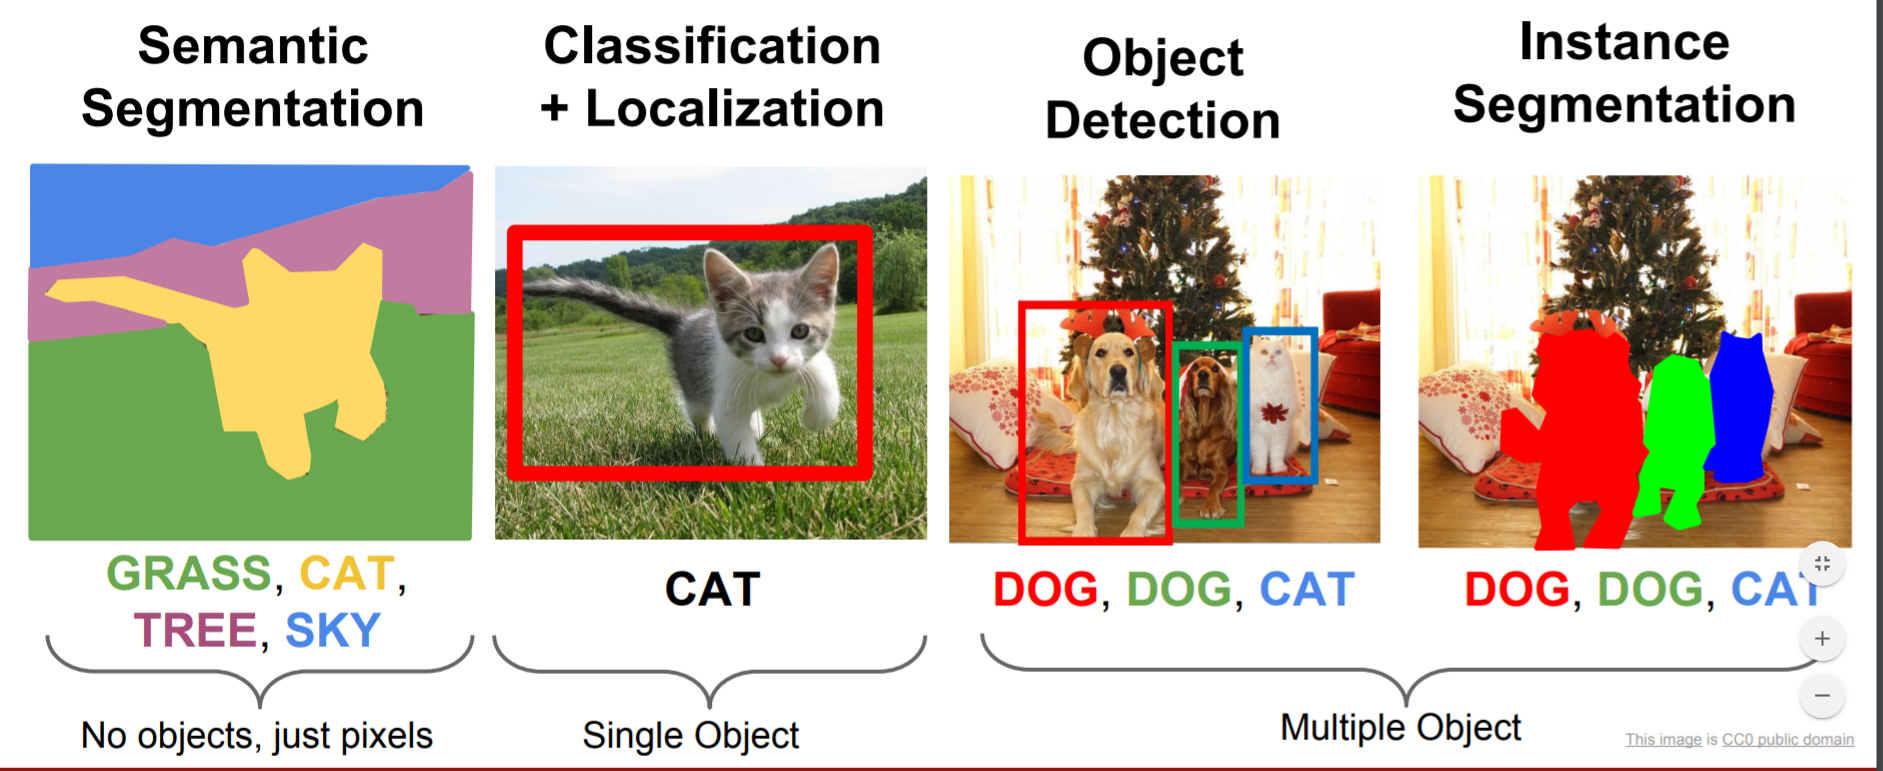 Semantic
Segmentation
Classification
+ Localization
Object
Detection
Instance
Segmentation
GRASS, CAT,
TREE, SKY
CAT
DOG, DOG, CAT
DOG, DOG, CAT
No objects, just pixels
Single Object
Multiple Object
This image is CC0 public domain